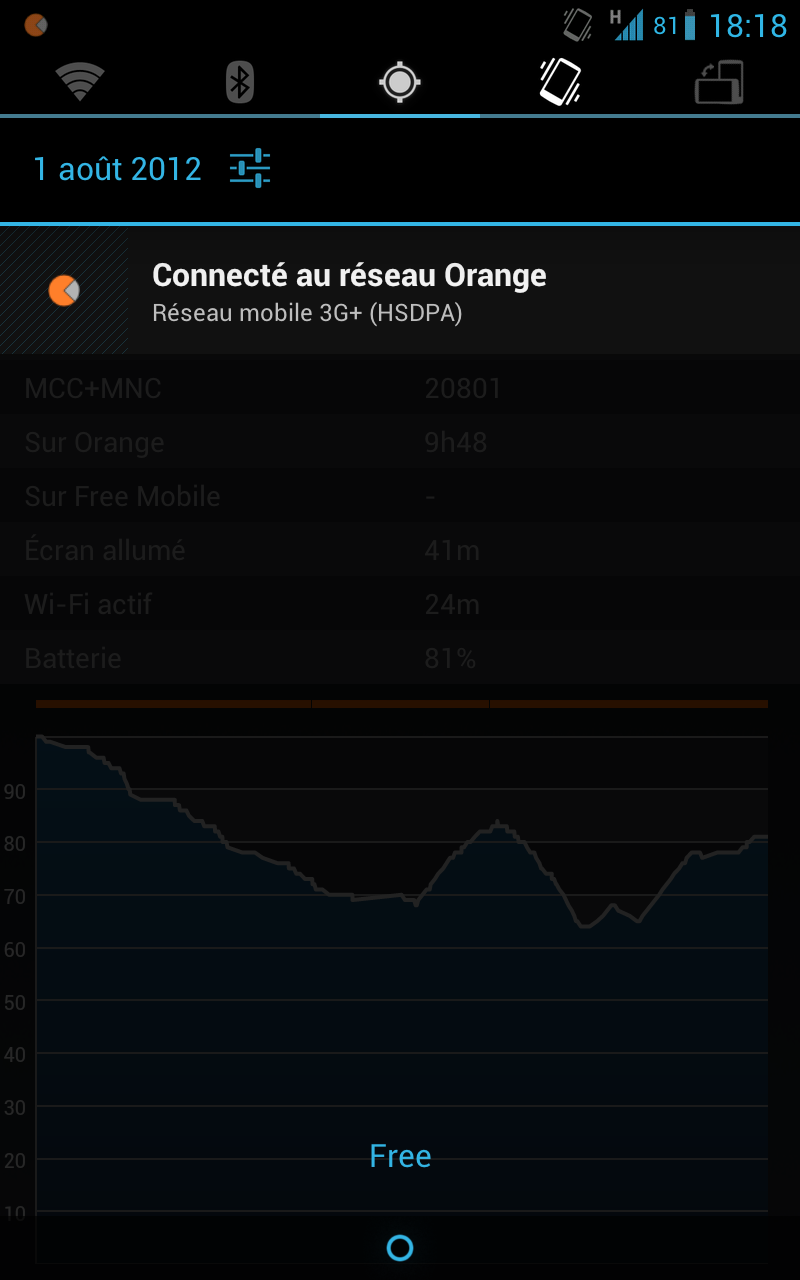 H 81 18:18
1 août 2012
Connecté au réseau Orange
Réseau mobile 3G+ (HSDPA)
MCC+MNC 20801
Sur Orange 9h48
Sur Free Mobile -
Écran allumé 41m
Wi-Fi actif 24m
Batterie 81%
90
80
70
60
50
40
30
Free
20
10